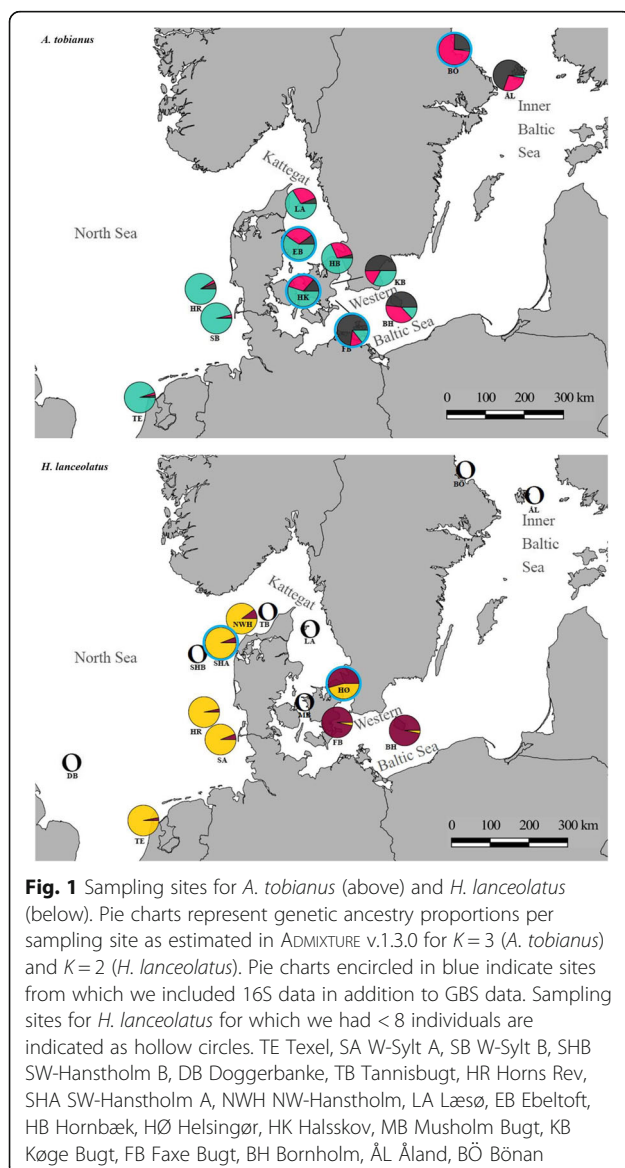 A. tobianus
BÖ
ÅL
Inner
Baltic
Sea
Kattegat
North Sea
LA
EB
HB
KB
HK
Western
HR
BH
SB
Baltic Sea
FB
TE
0 100 200 300 km
H. lanceolatus
BÖ
ÅL
Inner
Baltic
Sea
Kattegat
NWH
TB
LA
North Sea
SHA
SHB
HO
MB
Western
HR
FB
BH
SA
Baltic Sea
DB
TE
0 100 200 300 km
Fig. 1 Sampling sites for A. tobianus (above) and H. lanceolatus
(below). Pie charts represent genetic ancestry proportions per
sampling site as estimated in ADMIXTURE v.1.3.0 for K = 3 (A. tobianus)
and K = 2 (H. lanceolatus). Pie charts encircled in blue indicate sites
from which we included 16S data in addition to GBS data. Sampling
sites for H. lanceolatus for which we had < 8 individuals are
indicated as hollow circles. TE Texel, SA W-Sylt A, SB W-Sylt B, SHB
SW-Hanstholm B, DB Doggerbanke, TB Tannisbugt, HR Horns Rev,
SHA SW-Hanstholm A, NWH NW-Hanstholm, LA Læsø, EB Ebeltoft,
HB Hornbæk, HØ Helsingør, HK Halsskov, MB Musholm Bugt, KB
Køge Bugt, FB Faxe Bugt, BH Bornholm, ÅL Åland, BÖ Bönan